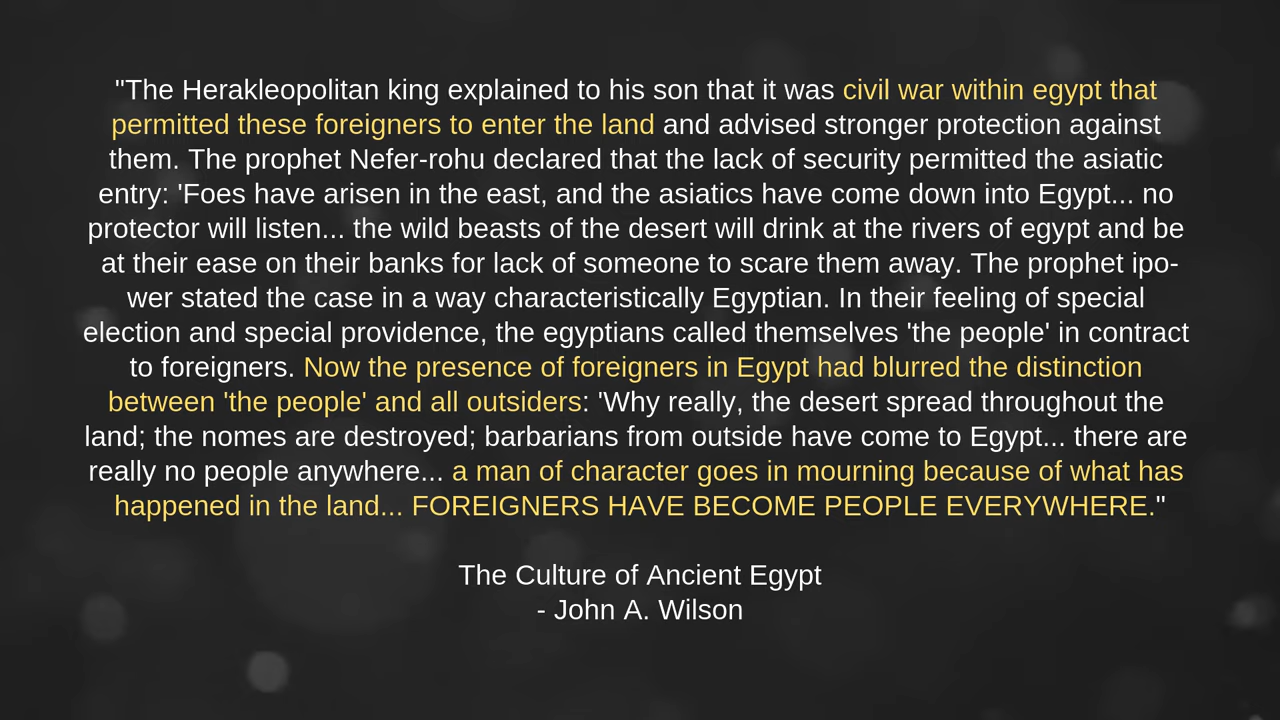 "The Herakleopolitan king explained to his son that it was civil war within egypt that
permitted these foreigners to enter the land and advised stronger protection against
them. The prophet Nefer-rohu declared that the lack of security permitted the asiatic
entry: 'Foes have arisen in the east, and the asiatics have come down into Egypt... no
protector will listen... the wild beasts of the desert will drink at the rivers of egypt and be
at their ease on their banks for lack of someone to scare them away. The prophet ipo-
wer stated the case in a way characteristically Egyptian. In their feeling of special
election and special providence, the egyptians called themselves 'the people' in contract
to foreigners. Now the presence of foreigners in Egypt had blurred the distinction
between 'the people' and all outsiders: 'Why really, the desert spread throughout the
land; the nomes are destroyed; barbarians from outside have come to Egypt... there are
really no people anywhere... a man of character goes in mourning because of what has
happened in the land... FOREIGNERS HAVE BECOME PEOPLE EVERYWHERE."
The Culture of Ancient Egypt
- John A. Wilson